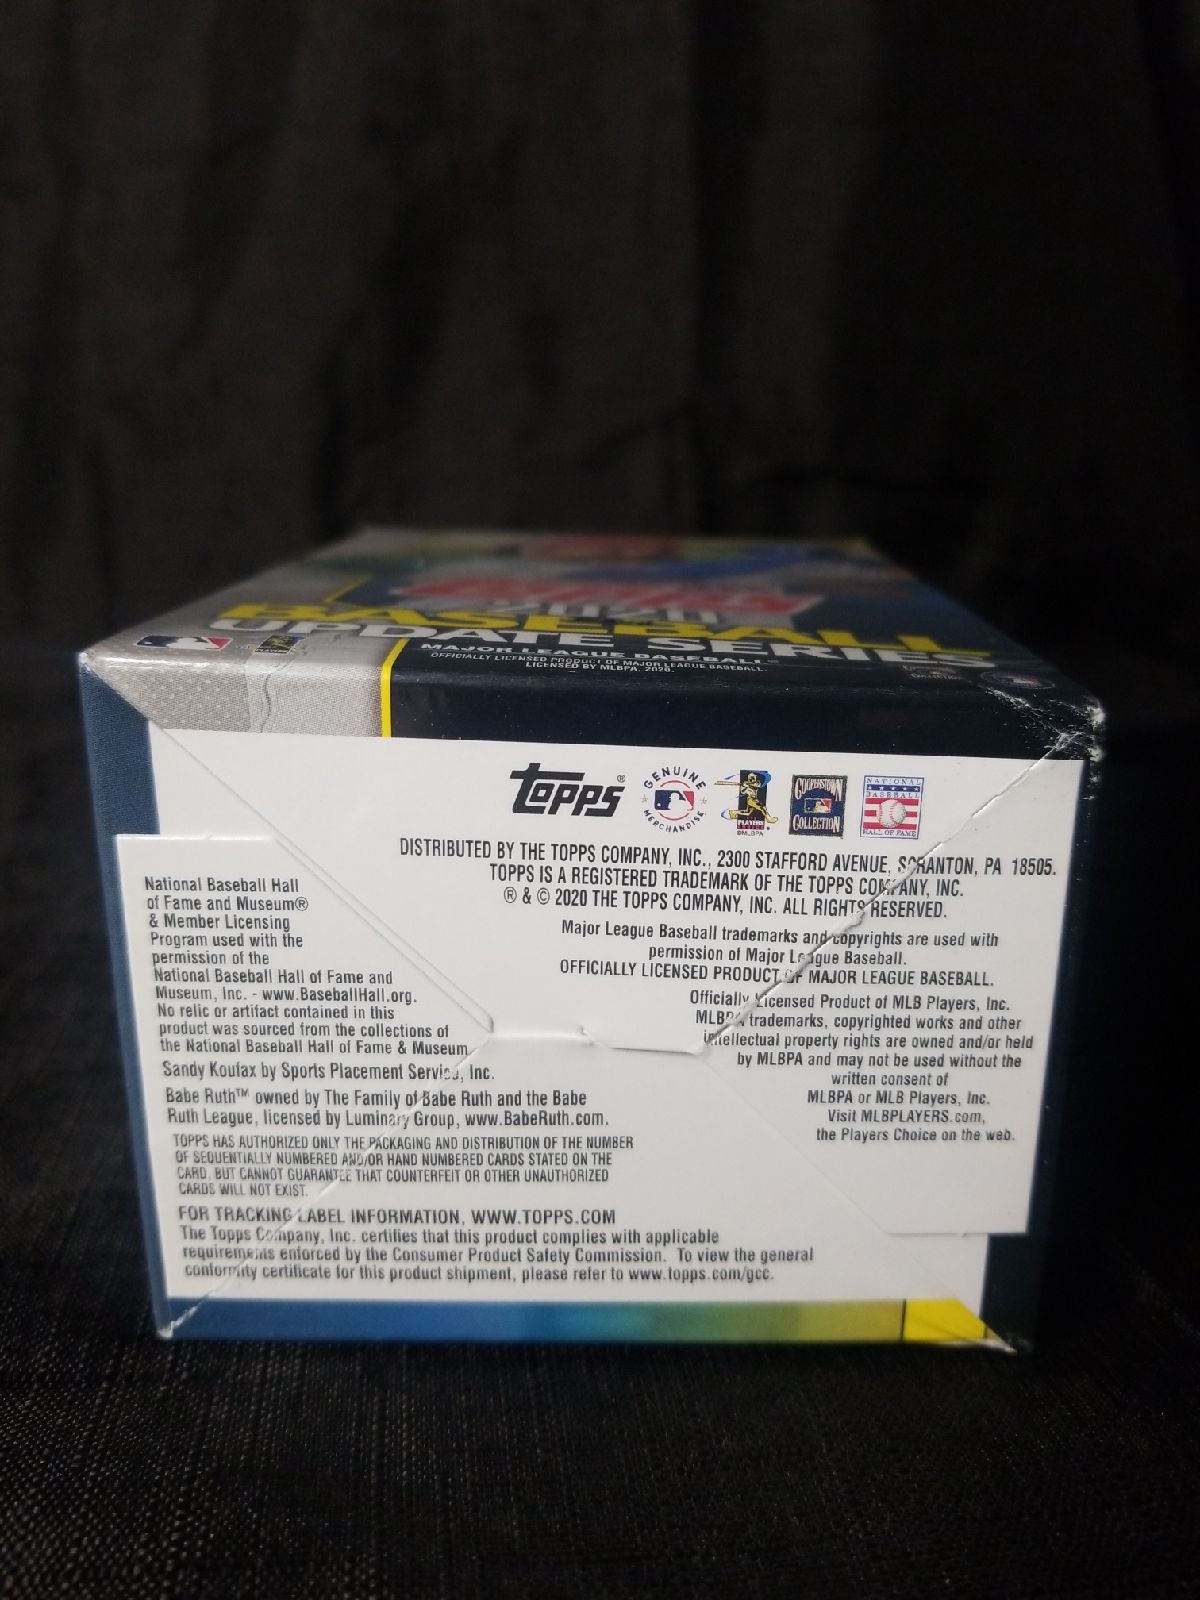 Topps
2020
BASEBALL
UPDATE SERIES
MAJOR LEAGUE BASEBALL
OFFICIALLY LICENSED PRODUCT OF MAJOR LEAGUE BASEBALL.
LICENSED BY MLBPA. 2020.
Topps®
GENUINE
MERCHANDISE
PLAYERS
©MLBPA
COOPERSTOWN
COLLECTION
NATIONAL
BASEBALL
HALL OF FAME
DISTRIBUTED BY THE TOPPS COMPANY, INC., 2300 STAFFORD AVENUE, SCRANTON, PA 18505.
TOPPS IS A REGISTERED TRADEMARK OF THE TOPPS COMPANY, INC.
® & © 2020 THE TOPPS COMPANY, INC. ALL RIGHTS RESERVED.
Major League Baseball trademarks and copyrights are used with
permission of Major League Baseball.
OFFICIALLY LICENSED PRODUCT OF MAJOR LEAGUE BASEBALL.
Officially Licensed Product of MLB Players, Inc.
MLBPA trademarks, copyrighted works and other
intellectual property rights are owned and/or held
by MLBPA and may not be used without the
written consent of
MLBPA or MLB Players, Inc.
Visit MLBPLAYERS.com,
the Players Choice on the web.
National Baseball Hall
of Fame and Museum®
& Member Licensing
Program used with the
permission of the
National Baseball Hall of Fame and
Museum, Inc. - www.BaseballHall.org.
No relic or artifact contained in this
product was sourced from the collections of
the National Baseball Hall of Fame & Museum
Sandy Koufax by Sports Placement Service, Inc.
Babe Ruth™ owned by The Family of Babe Ruth and the Babe
Ruth League, licensed by Luminary Group, www.BabeRuth.com.
TOPPS HAS AUTHORIZED ONLY THE PACKAGING AND DISTRIBUTION OF THE NUMBER
OF SEQUENTIALLY NUMBERED AND/OR HAND NUMBERED CARDS STATED ON THE
CARD, BUT CANNOT GUARANTEE THAT COUNTERFEIT OR OTHER UNAUTHORIZED
CARDS WILL NOT EXIST.
FOR TRACKING LABEL INFORMATION, WWW.TOPPS.COM
The Topps Company, Inc. certifies that this product complies with applicable
requirements enforced by the Consumer Product Safety Commission. To view the general
conformity certificate for this product shipment, please refer to www.topps.com/gcc.